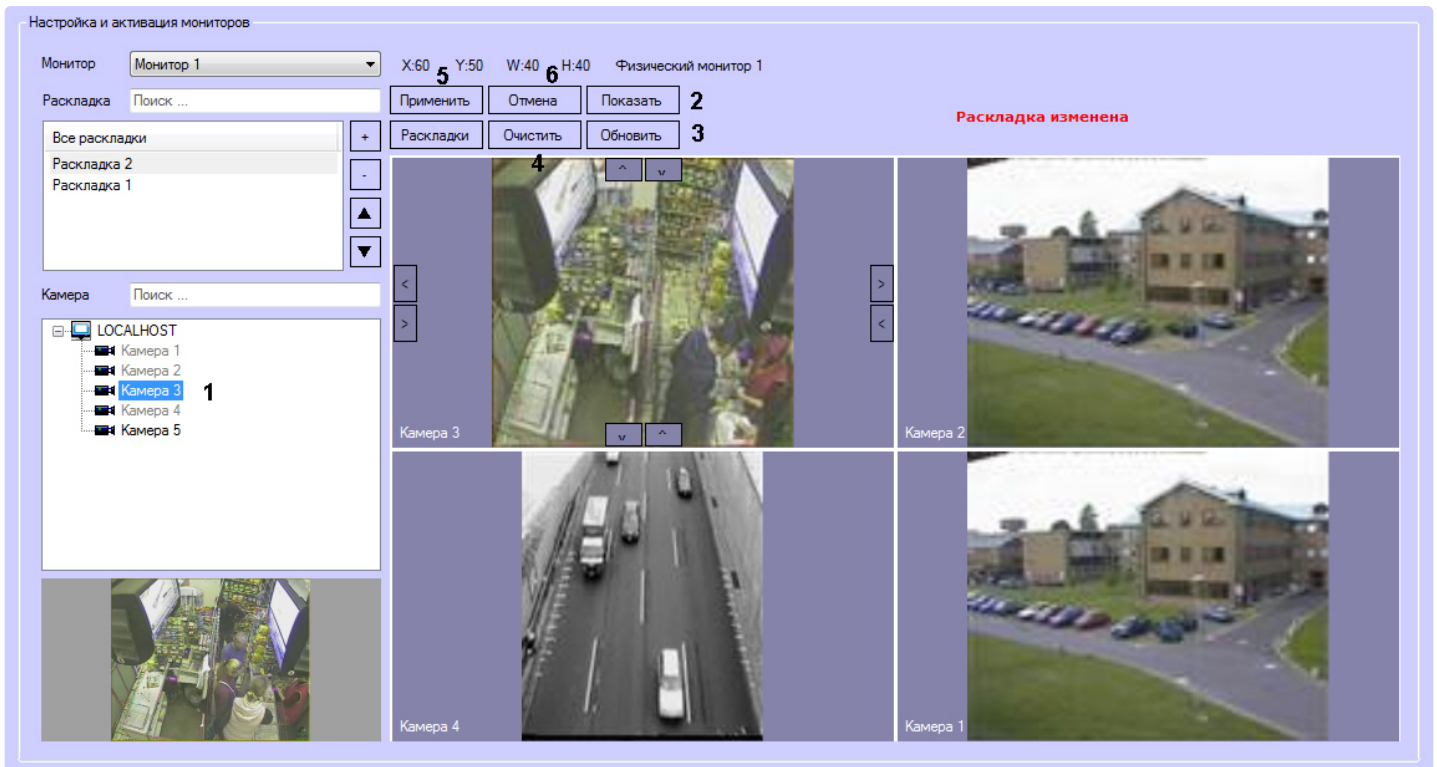 Настройка и активация мониторов
Монитор Монитор 1 X:60 Y:50 W:40 H:40 Физический монитор 1
5 6
Раскладка Поиск ... Применить Отмена Показать 2
Раскладка изменена
Все раскладки + Раскладки Очистить Обновить 3
4
Раскладка 2
Раскладка 1
-
▲
▼
^ v
< >
> <
v ^
Камера Поиск ...
LOCALHOST
Камера 1
Камера 2
Камера 3 1
Камера 4
Камера 5
Камера 3 Камера 2
Камера 4 Камера 1